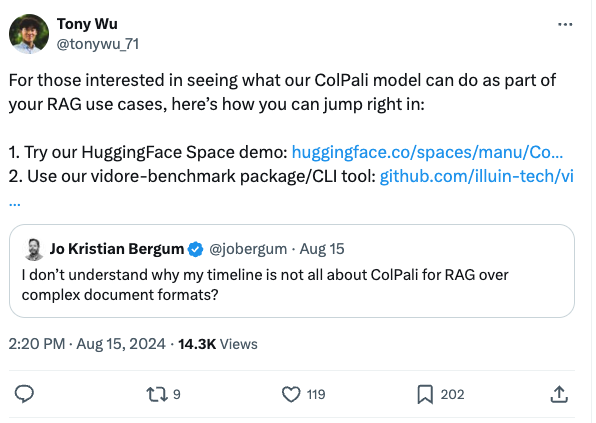 Tony Wu
@tonywu_71
For those interested in seeing what our ColPali model can do as part of
your RAG use cases, here’s how you can jump right in:
1. Try our HuggingFace Space demo: huggingface.co/spaces/manu/Co...
2. Use our vidore-benchmark package/CLI tool: github.com/illuin-tech/vi
...
Jo Kristian Bergum @jobergum · Aug 15
I don’t understand why my timeline is not all about ColPali for RAG over
complex document formats?
2:20 PM · Aug 15, 2024 · 14.3K Views
9 119 202